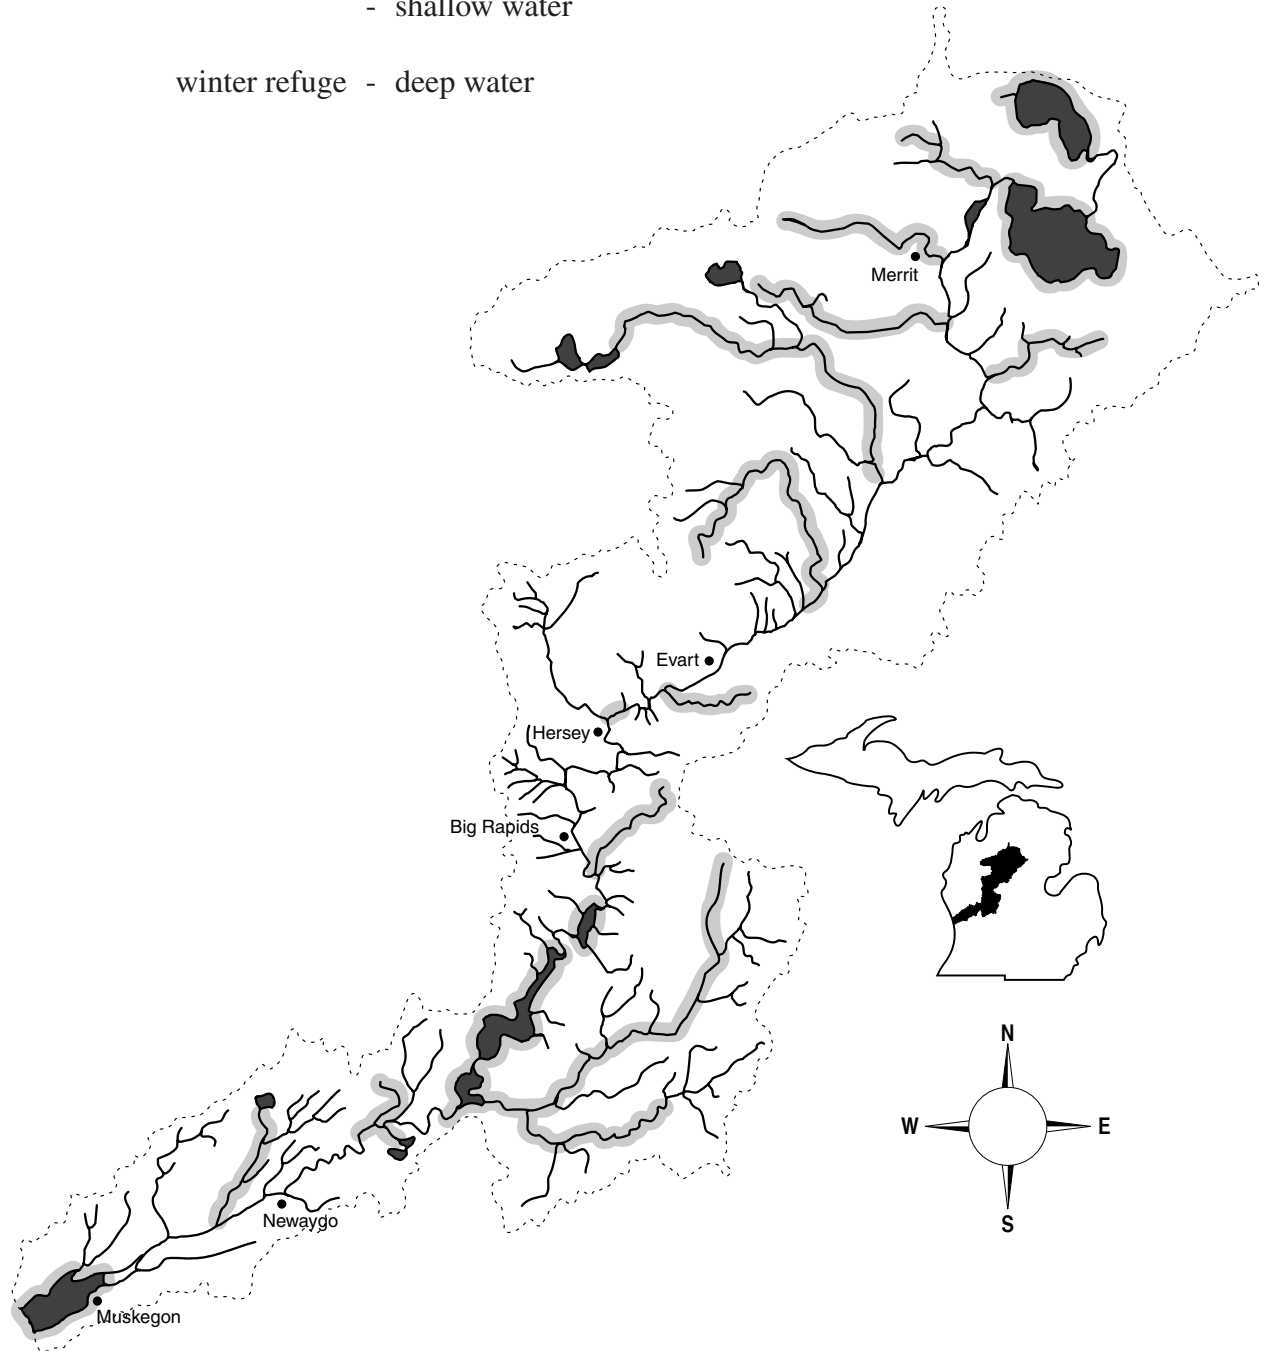 - shallow water
winter refuge - deep water
Merrit
Evart
Hersey
Big Rapids
N
W E
S
Newaygo
Muskegon